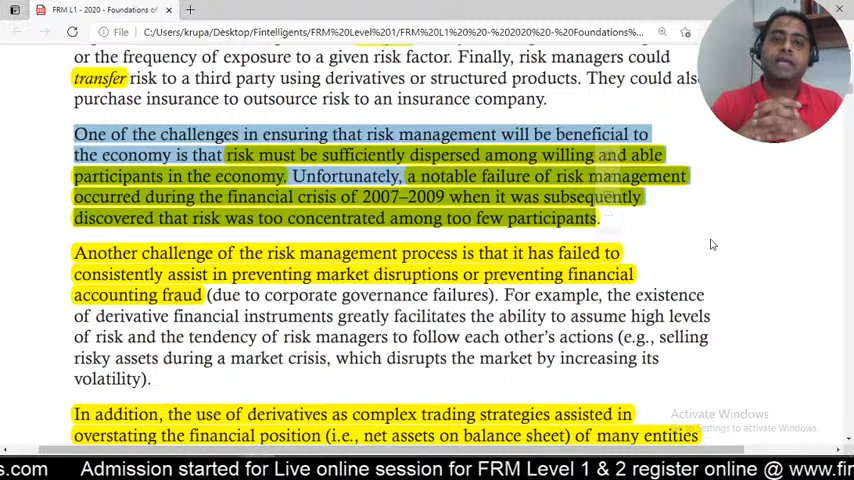 FRM L1 - 2020 - Foundations of
File
C:/Users/krupa/Desktop/Fintelligents/FRM%20Level%201/FRM%20L1%20-%202020%20-%20Foundations%...
or the frequency of exposure to a given risk factor. Finally, risk managers could
transfer risk to a third party using derivatives or structured products. They could also
purchase insurance to outsource risk to an insurance company.
One of the challenges in ensuring that risk management will be beneficial to
the economy is that risk must be sufficiently dispersed among willing and able
participants in the economy. Unfortunately, a notable failure of risk management
occurred during the financial crisis of 2007–2009 when it was subsequently
discovered that risk was too concentrated among too few participants.
Another challenge of the risk management process is that it has failed to
consistently assist in preventing market disruptions or preventing financial
accounting fraud (due to corporate governance failures). For example, the existence
of derivative financial instruments greatly facilitates the ability to assume high levels
of risk and the tendency of risk managers to follow each other's actions (e.g., selling
risky assets during a market crisis, which disrupts the market by increasing its
volatility).
In addition, the use of derivatives as complex trading strategies assisted in
overstating the financial position (i.e., net assets on balance sheet) of many entities
Activate Windows
Go to Settings to activate Windows.
s.com Admission started for Live online session for FRM Level 1 & 2 register online @ www.fin